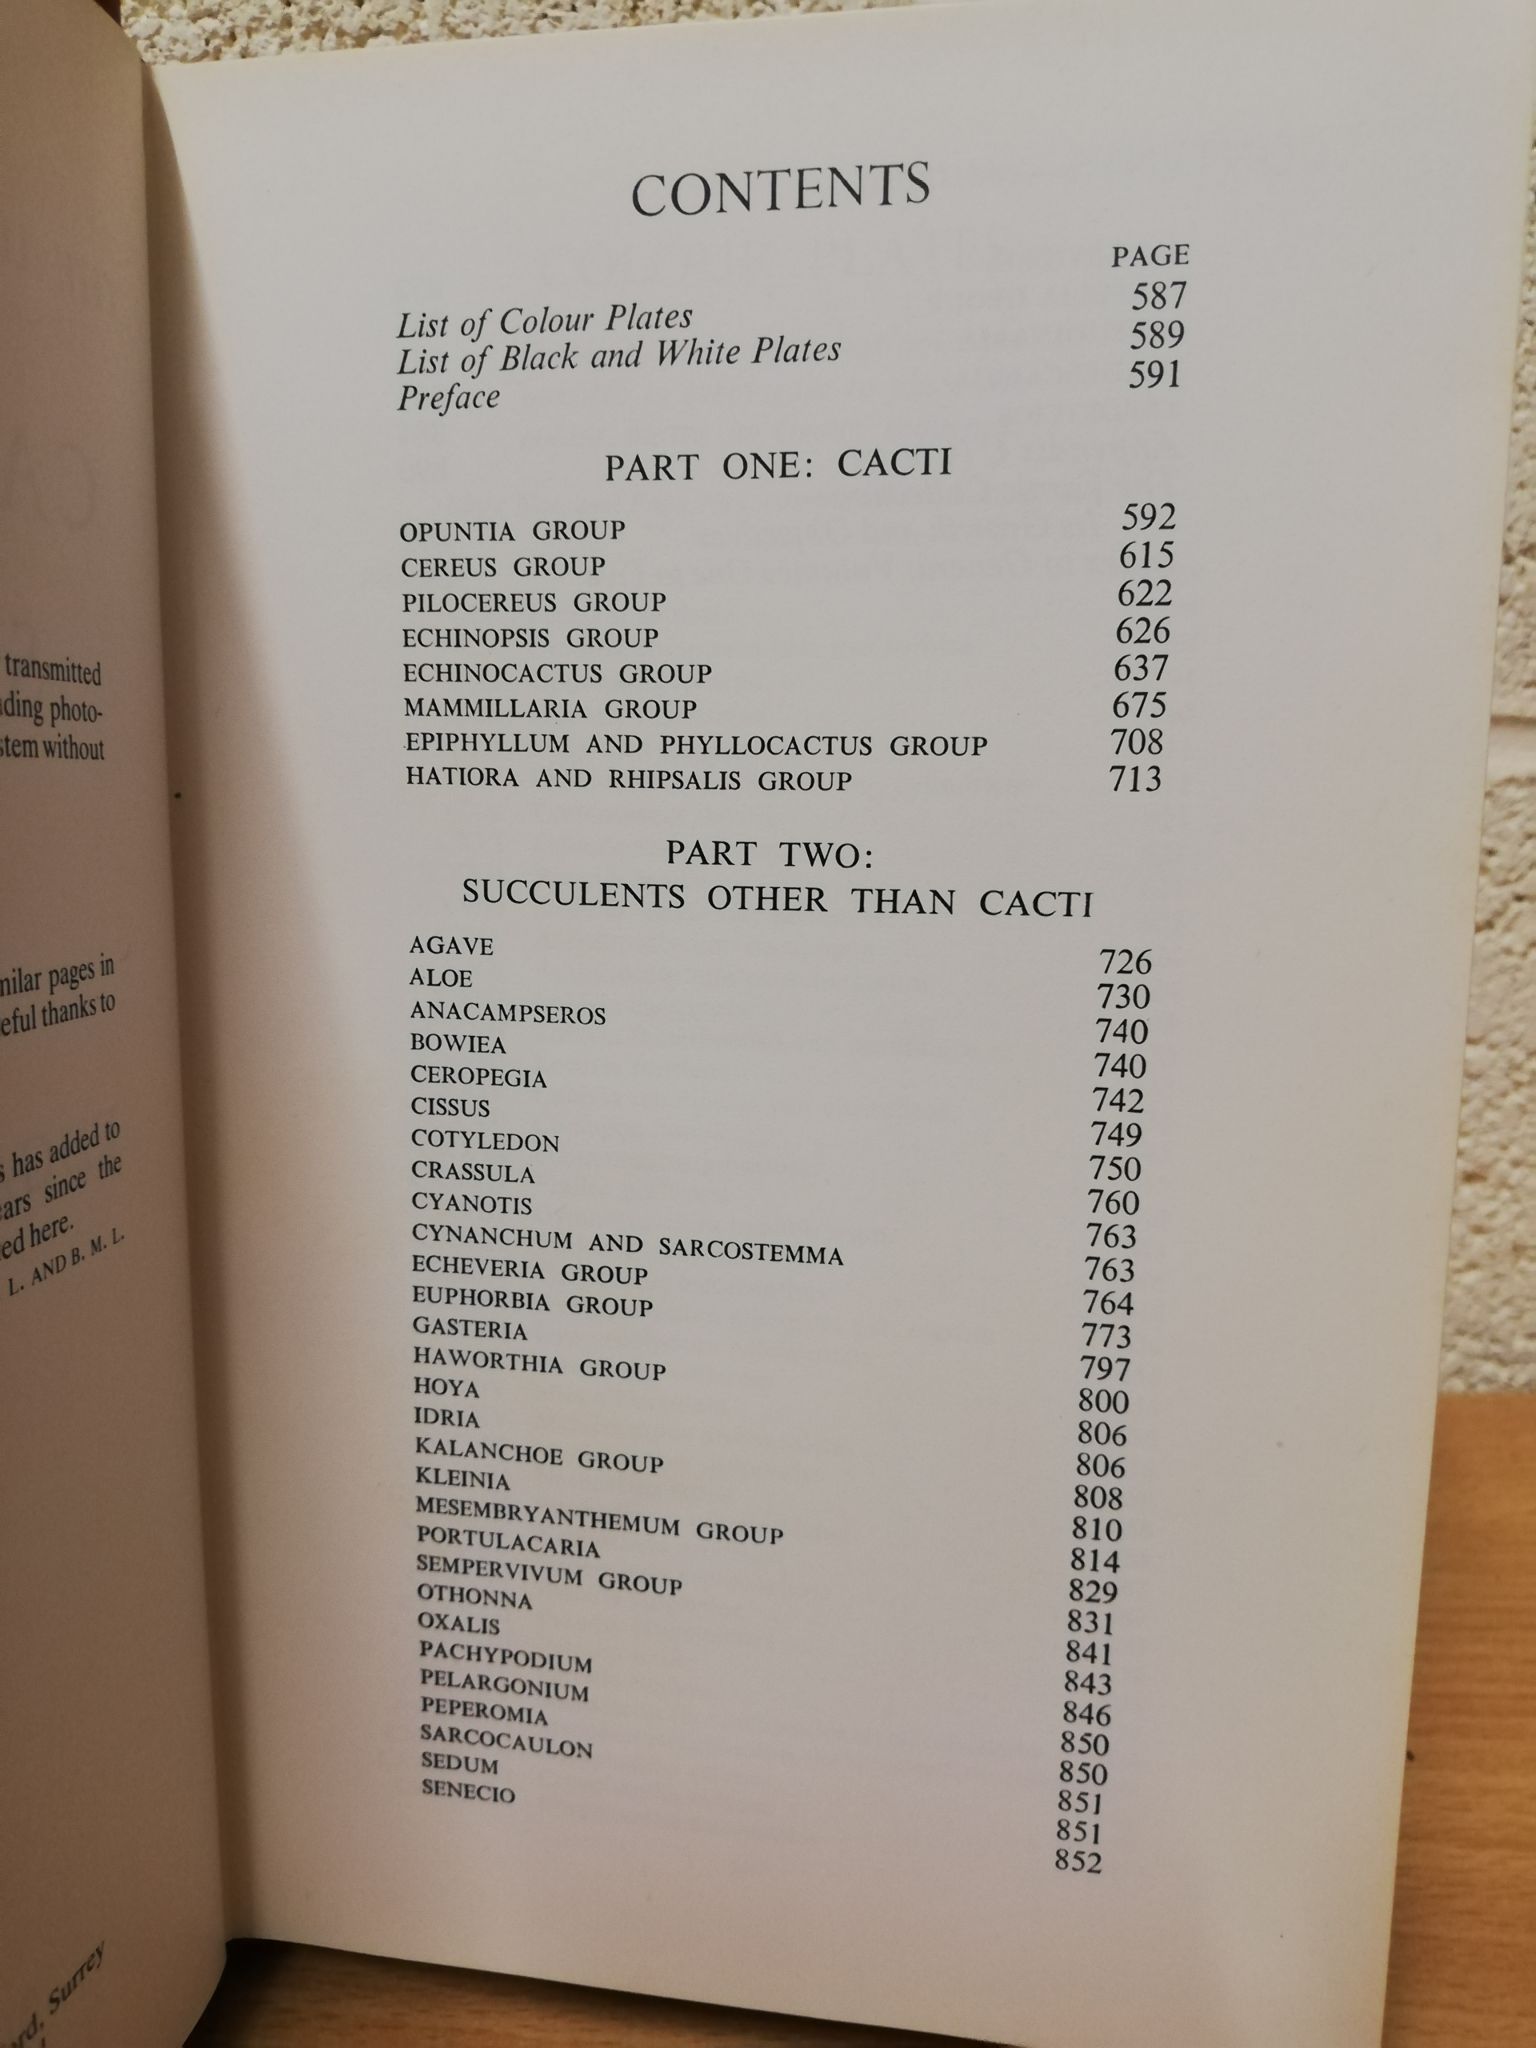 transmitted
ding photo-
stem without
milar pages in
eful thanks to
s has added to
ears since the
ed here.
L. AND B. M. L.
ord, Surrey
CONTENTS
PAGE
List of Colour Plates 587
List of Black and White Plates 589
Preface 591
PART ONE: CACTI
OPUNTIA GROUP 592
CEREUS GROUP 615
PILOCEREUS GROUP 622
ECHINOPSIS GROUP 626
ECHINOCACTUS GROUP 637
MAMMILLARIA GROUP 675
EPIPHYLLUM AND PHYLLOCACTUS GROUP 708
HATIORA AND RHIPSALIS GROUP 713
PART TWO:
SUCCULENTS OTHER THAN CACTI
AGAVE 726
ALOE 730
ANACAMPSEROS 740
BOWIEA 740
CEROPEGIA 742
CISSUS 749
COTYLEDON 750
CRASSULA 760
CYANOTIS 763
CYNANCHUM AND SARCOSTEMMA 763
ECHEVERIA GROUP 764
EUPHORBIA GROUP 773
GASTERIA 797
HAWORTHIA GROUP 800
HOYA 806
IDRIA 806
KALANCHOE GROUP 808
KLEINIA 810
MESEMBRYANTHEMUM GROUP 814
PORTULACARIA 829
SEMPERVIVUM GROUP 831
OTHONNA 841
OXALIS 843
PACHYPODIUM 846
PELARGONIUM 850
PEPEROMIA 850
SARCOCAULON 851
SEDUM 851
SENECIO 852